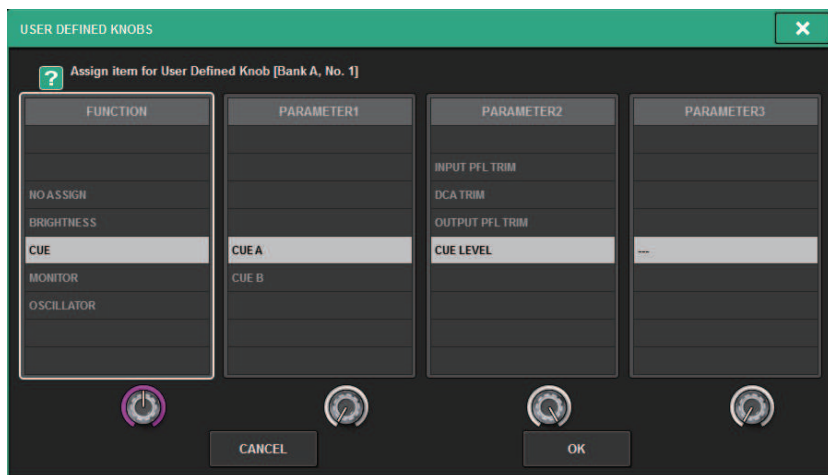 USER DEFINED KNOBS
?
Assign item for User Defined Knob [Bank A, No. 1]
FUNCTION
NO ASSIGN
BRIGHTNESS
CUE
MONITOR
OSCILLATOR
PARAMETER1
CUE A
CUE B
PARAMETER2
INPUT PFL TRIM
DCA TRIM
OUTPUT PFL TRIM
CUE LEVEL
PARAMETER3
---
CANCEL
OK